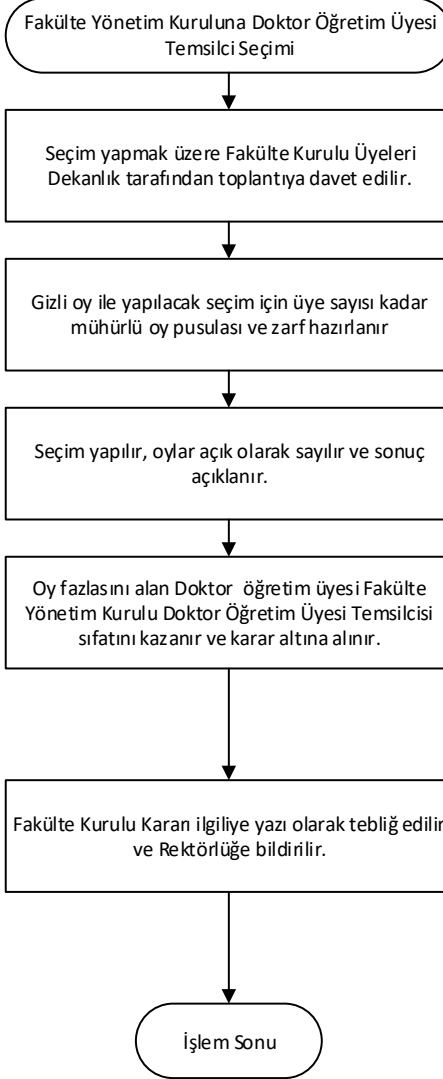 Fakülte Yönetim Kuruluna Doktor Öğretim Üyesi
Temsilci Seçimi
Seçim yapmak üzere Fakülte Kurulu Üyeleri
Dekanlık tarafından toplantıya davet edilir.
Gizli oy ile yapılacak seçim için üye sayısı kadar
mühürlü oy pusulası ve zarf hazırlanır
Seçim yapılır, oylar açık olarak sayılır ve sonuç
açıklanır.
Oy fazlasını alan Doktor öğretim üyesi Fakülte
Yönetim Kurulu Doktor Öğretim Üyesi Temsilcisi
sıfatını kazanır ve karar altına alınır.
Fakülte Kurulu Kararı ilgiliye yazı olarak tebliğ edilir
ve Rektörlüğe bildirilir.
İşlem Sonu